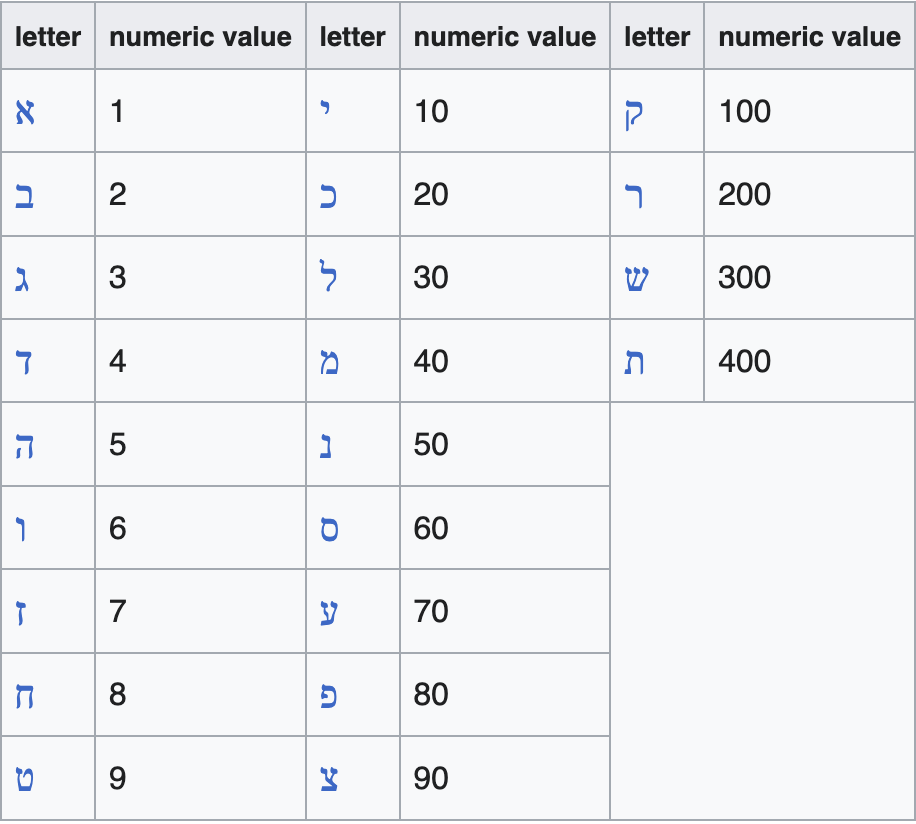 letter numeric value letter numeric value letter numeric value
א 1 י 10 ק 100
ב 2 כ 20 ר 200
ג 3 ל 30 ש 300
ד 4 מ 40 ת 400
ה 5 נ 50
ו 6 ס 60
ז 7 ע 70
ח 8 פ 80
ט 9 צ 90